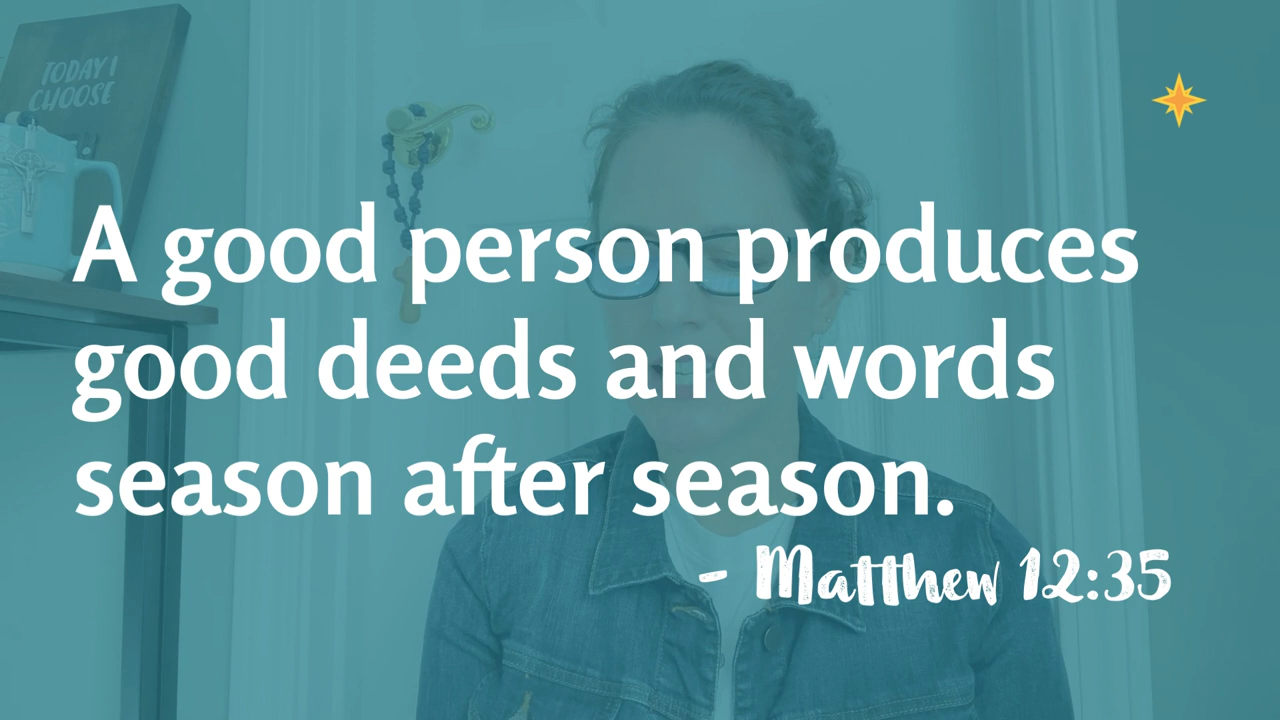 TODAY I
CHOOSE
A good person produces
good deeds and words
season after season.
- Matthew 12:35